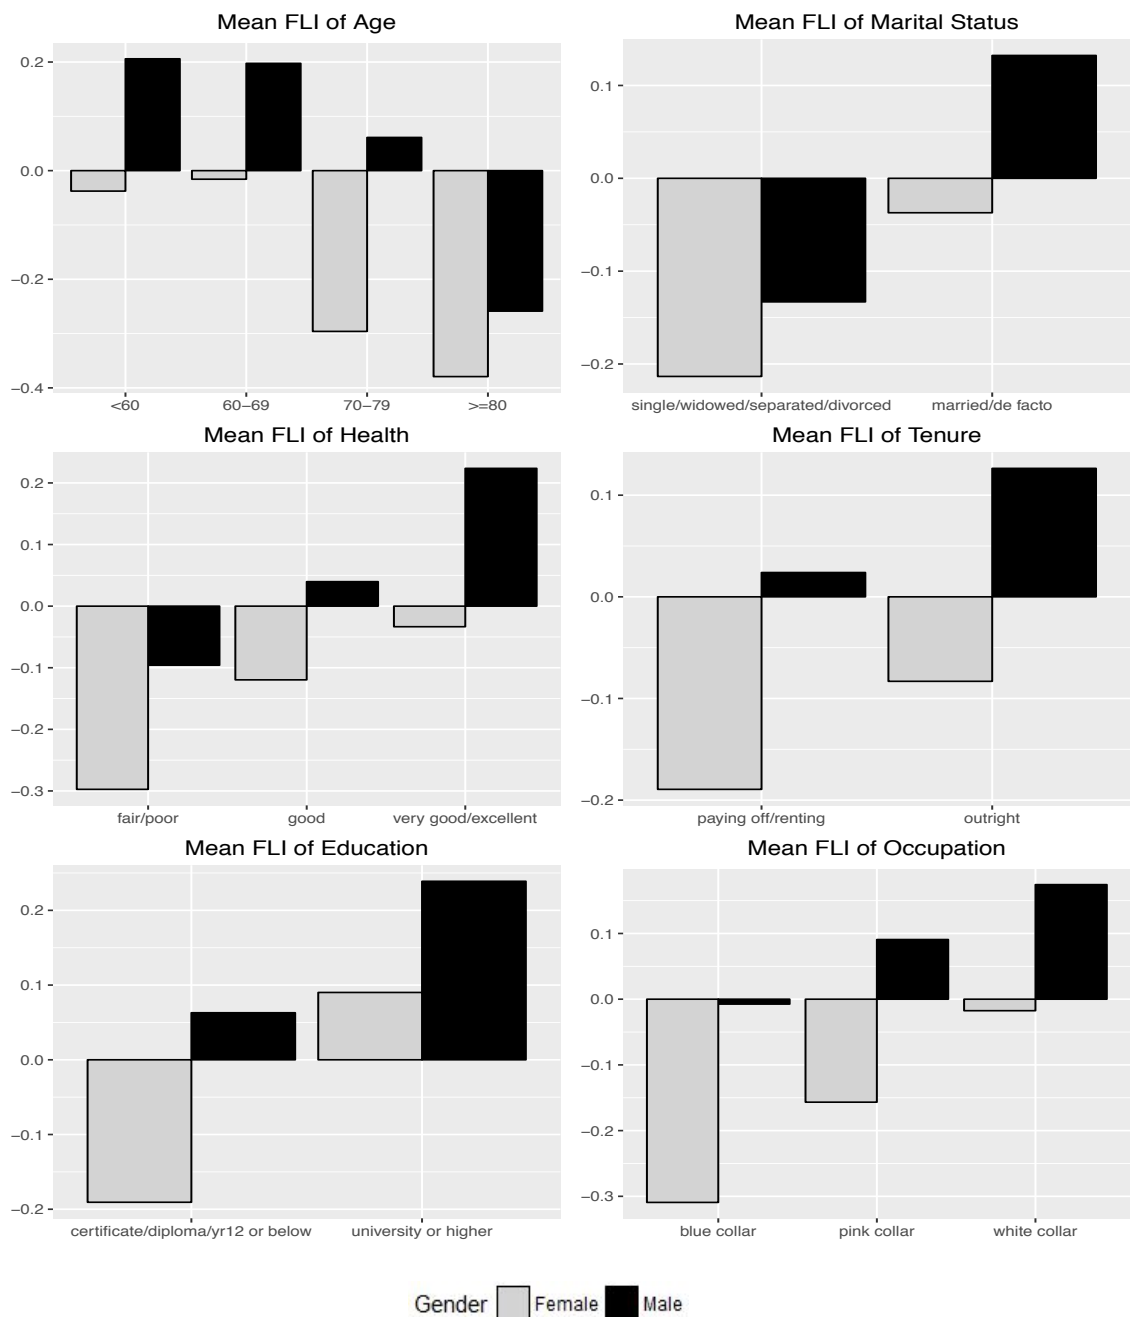 Mean FLI of Age
0.2
0.0
−0.2
−0.4
<60 60−69 70−79 >=80
Mean FLI of Marital Status
0.1
0.0
−0.1
−0.2
single/widowed/separated/divorced married/de facto
Mean FLI of Health
0.2
0.1
0.0
−0.1
−0.2
−0.3
fair/poor good very good/excellent
Mean FLI of Tenure
0.1
0.0
−0.1
−0.2
paying off/renting outright
Mean FLI of Education
0.2
0.1
0.0
−0.1
−0.2
certificate/diploma/yr12 or below university or higher
Mean FLI of Occupation
0.1
0.0
−0.1
−0.2
−0.3
blue collar pink collar white collar
Gender Female Male